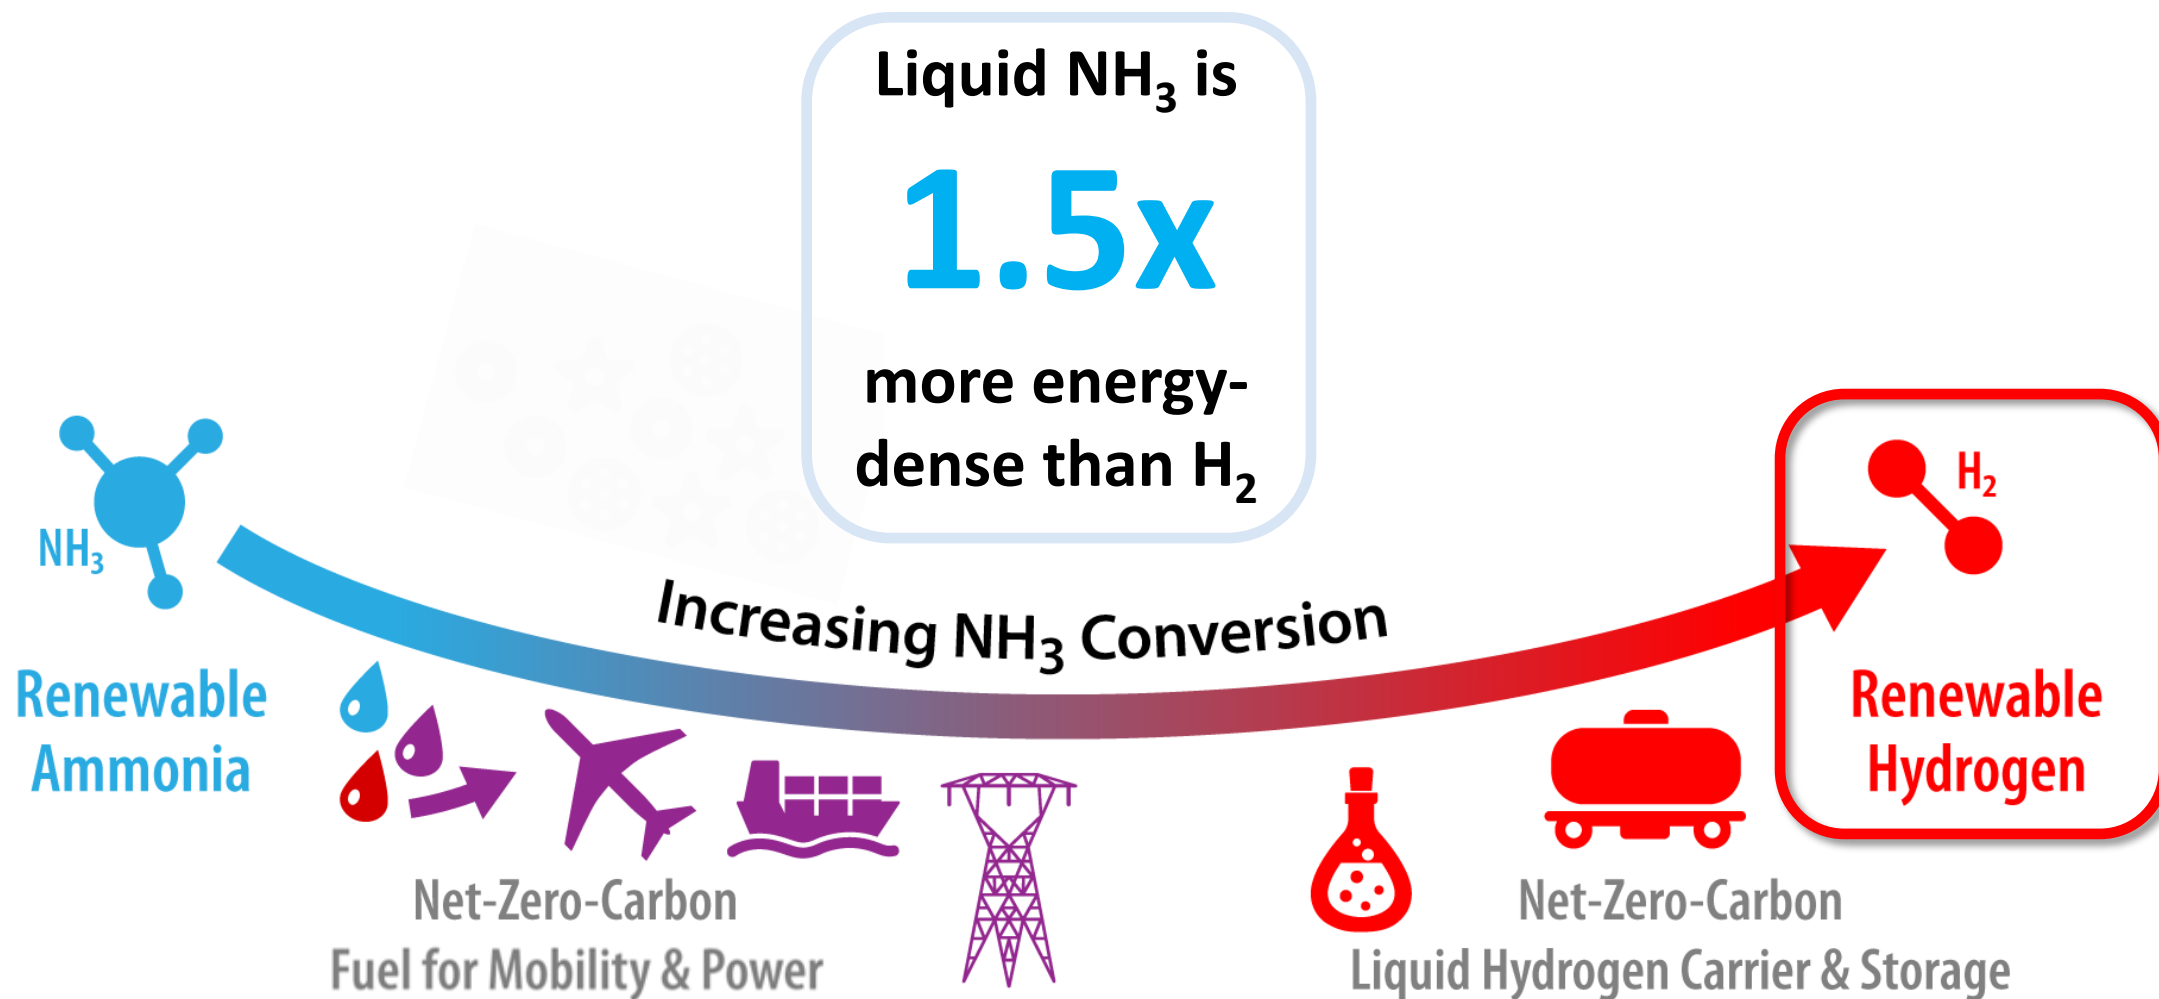 Liquid NH₃ is
1.5x
more energy-
dense than H₂
NH₃
H₂
Increasing NH₃ Conversion
Renewable
Ammonia
Renewable
Hydrogen
Net-Zero-Carbon
Fuel for Mobility & Power
Net-Zero-Carbon
Liquid Hydrogen Carrier & Storage